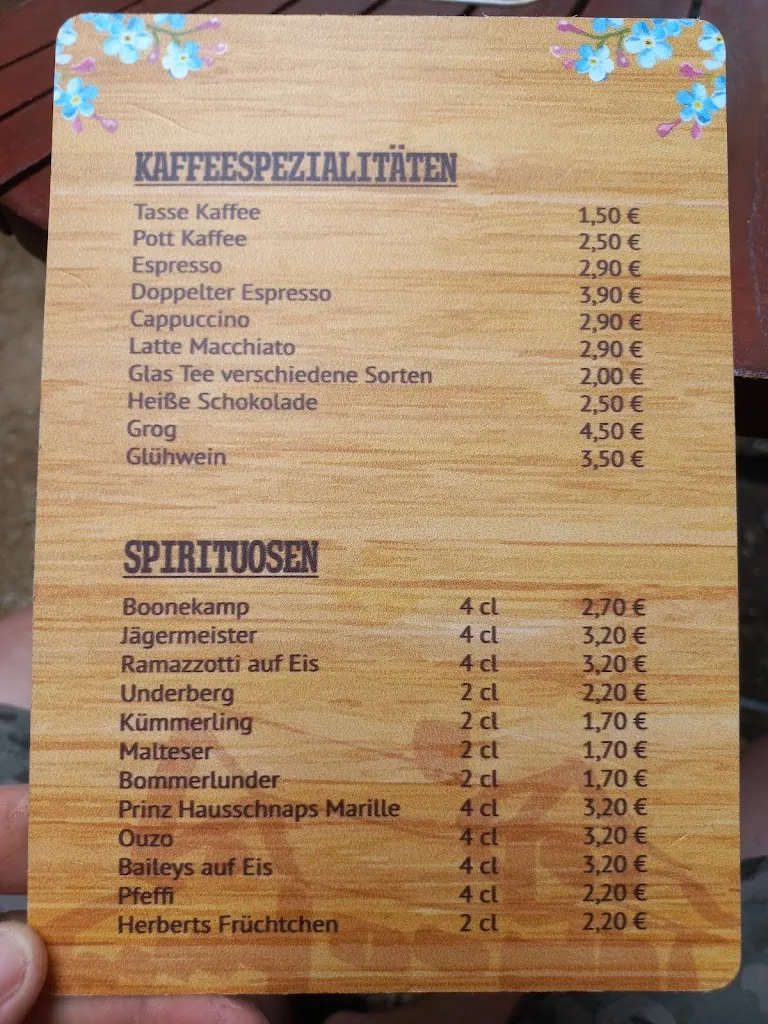 KAFFEESPEZIALITÄTEN
Tasse Kaffee 1,50 €
Pott Kaffee 2,50 €
Espresso 2,90 €
Doppelter Espresso 3,90 €
Cappuccino 2,90 €
Latte Macchiato 2,90 €
Glas Tee verschiedene Sorten 2,00 €
Heiße Schokolade 2,50 €
Grog 4,50 €
Glühwein 3,50 €
SPIRITUOSEN
Boonekamp 4 cl 2,70 €
Jägermeister 4 cl 3,20 €
Ramazzotti auf Eis 4 cl 3,20 €
Underberg 2 cl 2,20 €
Kümmerling 2 cl 1,70 €
Malteser 2 cl 1,70 €
Bommerlunder 2 cl 1,70 €
Prinz Hausschnaps Marille 4 cl 3,20 €
Ouzo 4 cl 3,20 €
Baileys auf Eis 4 cl 3,20 €
Pfeffi 4 cl 2,20 €
Herberts Früchtchen 2 cl 2,20 €